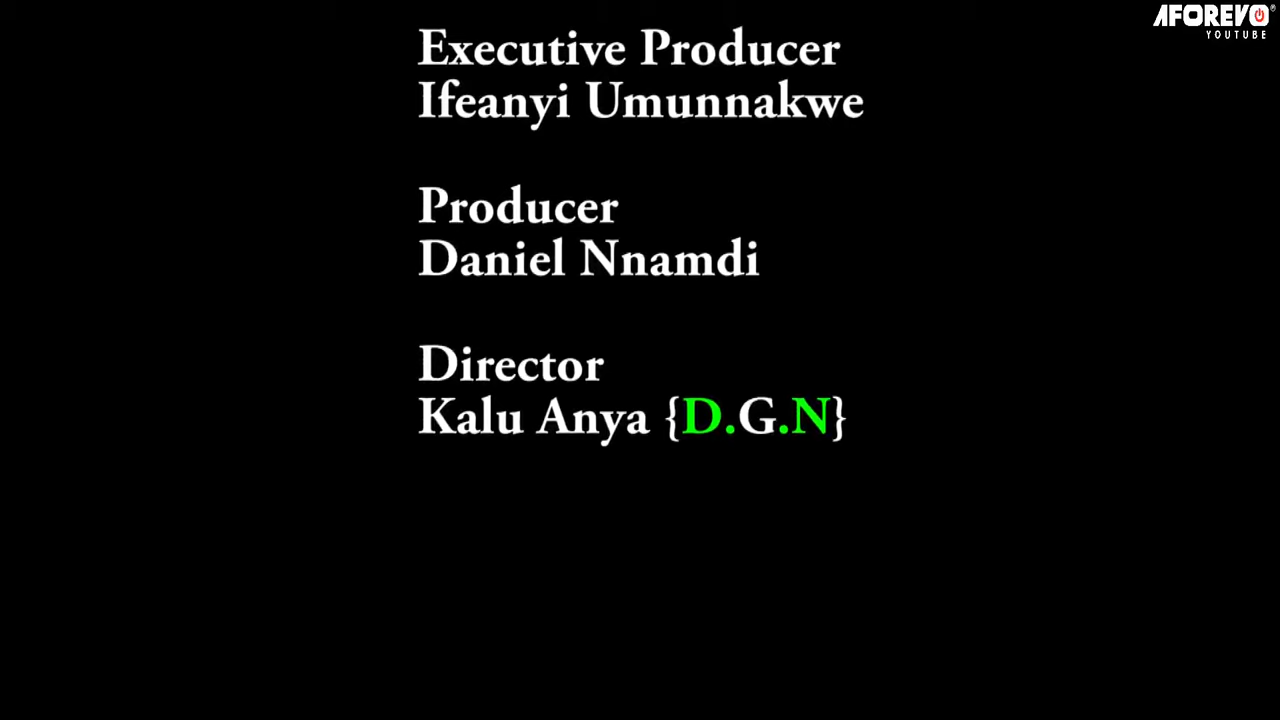 AFOREVO
YOUTUBE
Executive Producer
Ifeanyi Umunnakwe
Producer
Daniel Nnamdi
Director
Kalu Anya {D.G.N}